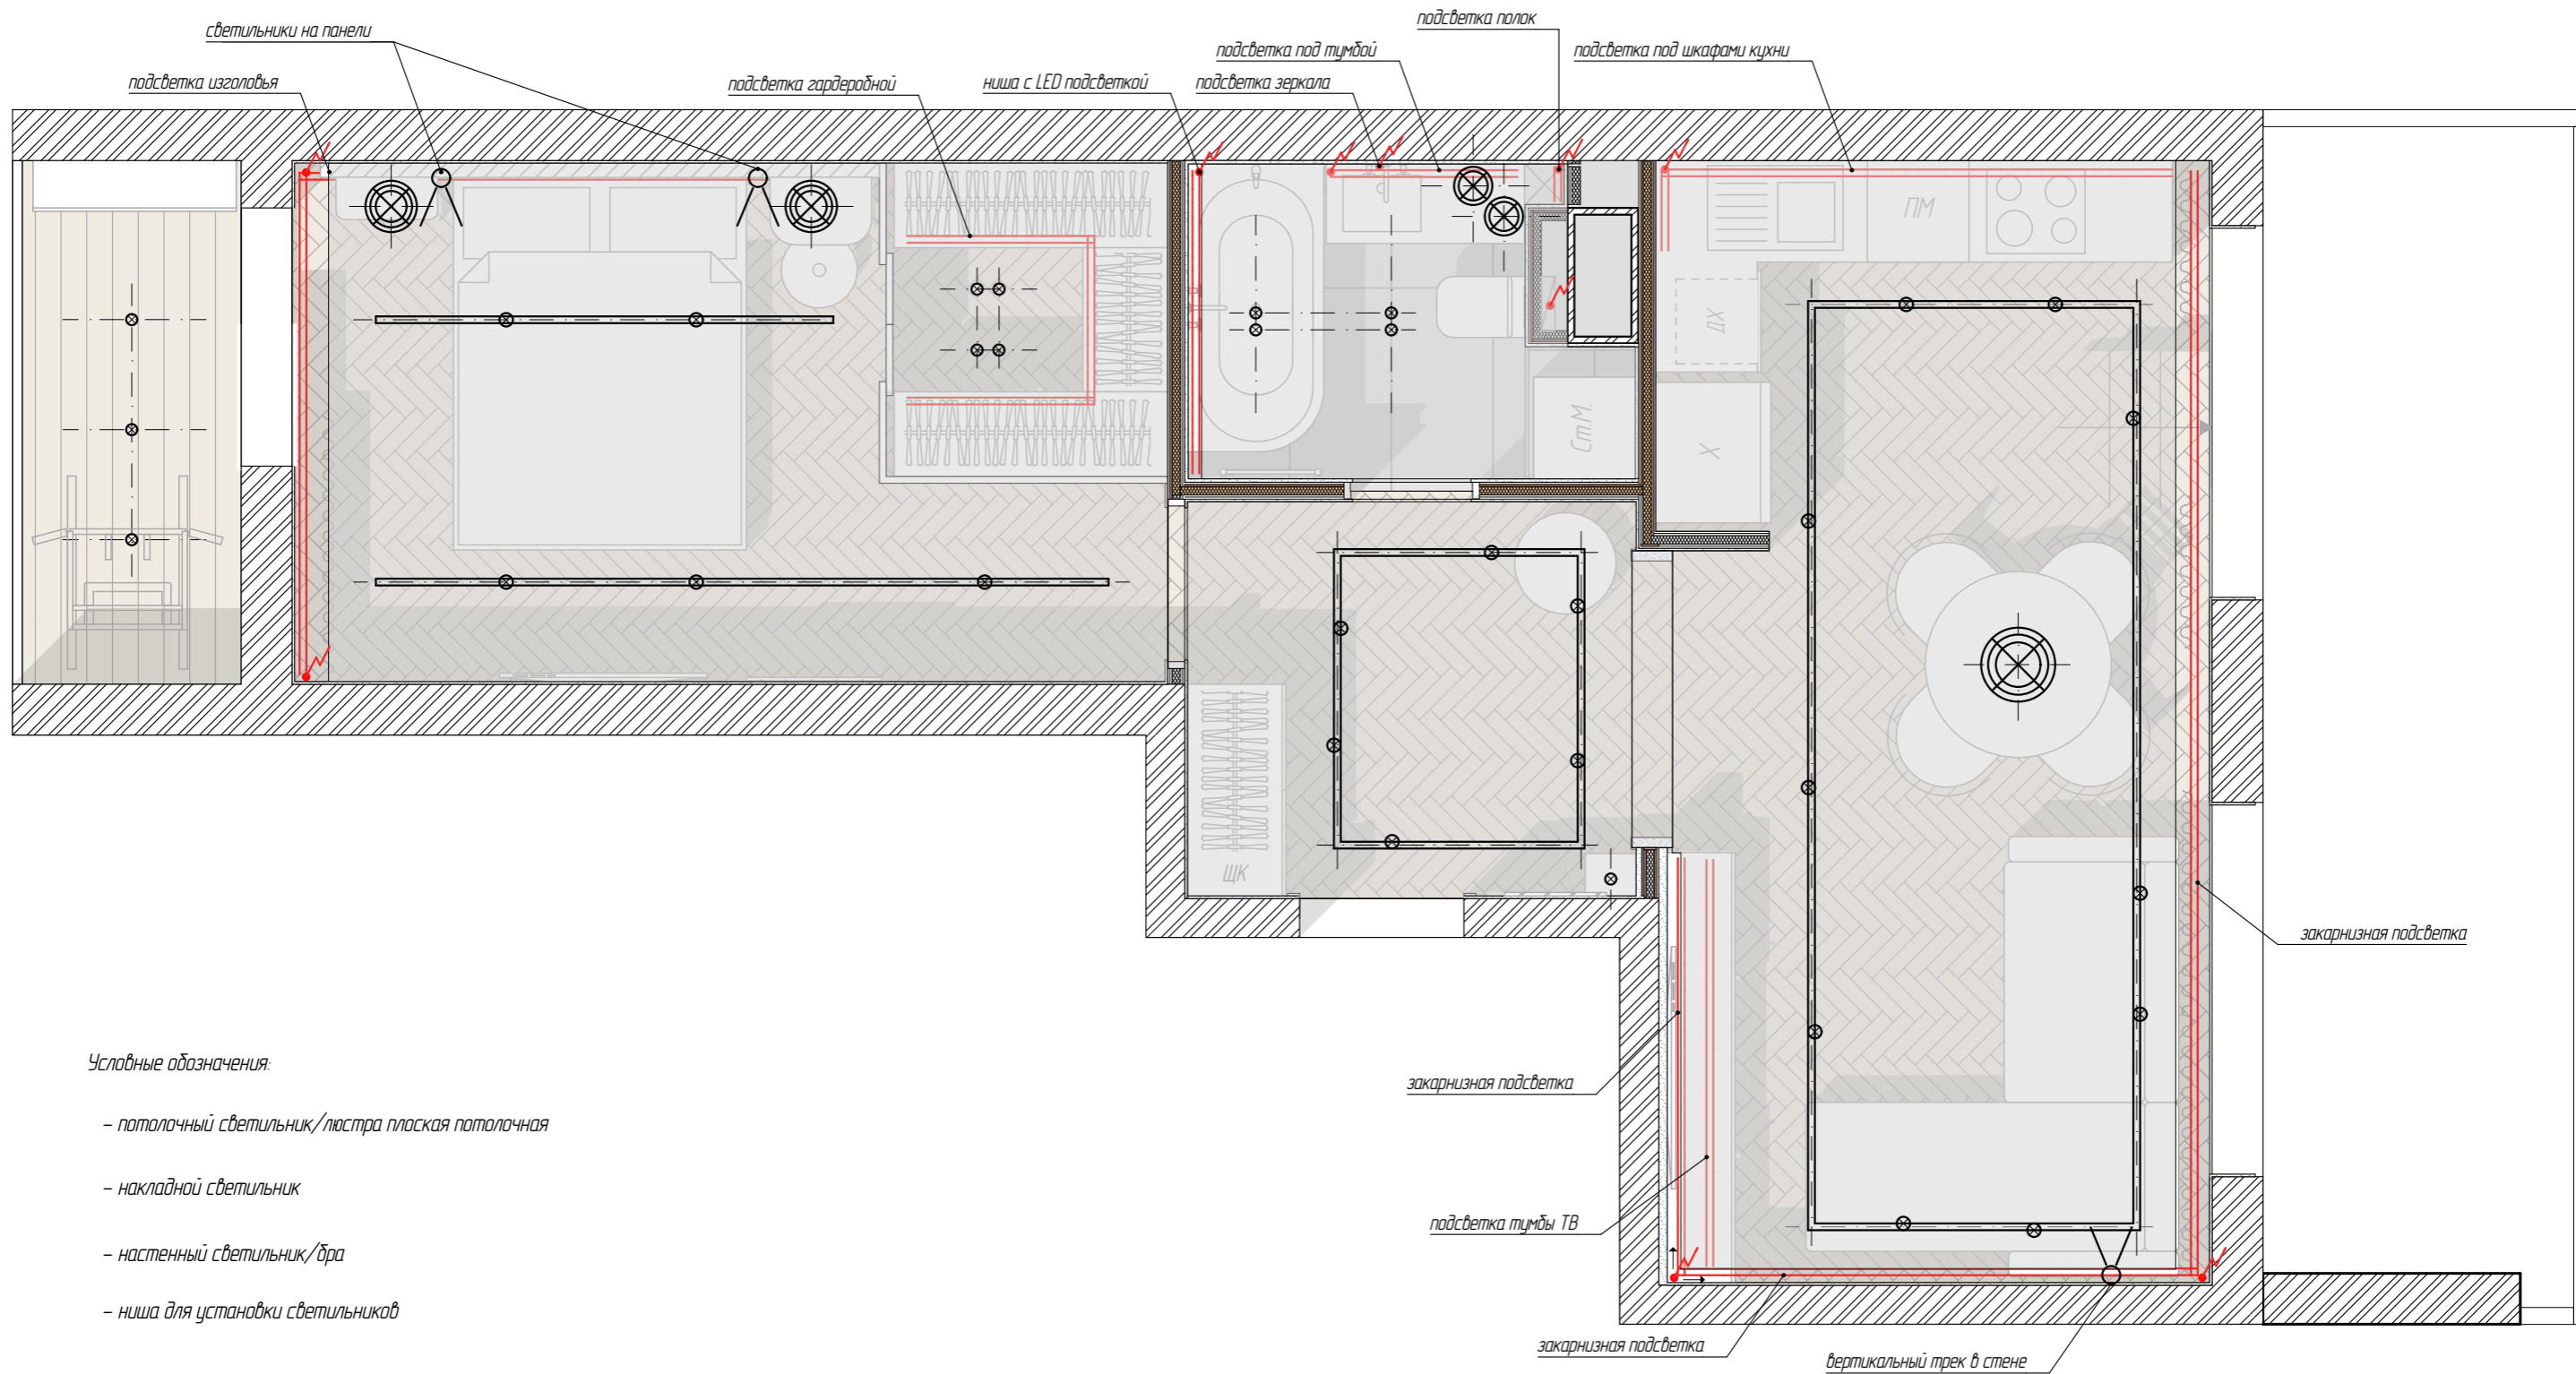 подсветка полок
светильники на панели
подсветка под тумбой
подсветка под шкафами кухни
подсветка изголовья
подсветка гардеробной
ниша с LED подсветкой
подсветка зеркала
ПМ
ДХ
Ст.М.
Х
ЩК
закарнизная подсветка
Условные обозначения:
закарнизная подсветка
– потолочный светильник/люстра плоская потолочная
– накладной светильник
подсветка тумбы ТВ
– настенный светильник/бра
– ниша для установки светильников
закарнизная подсветка
вертикальный трек в стене